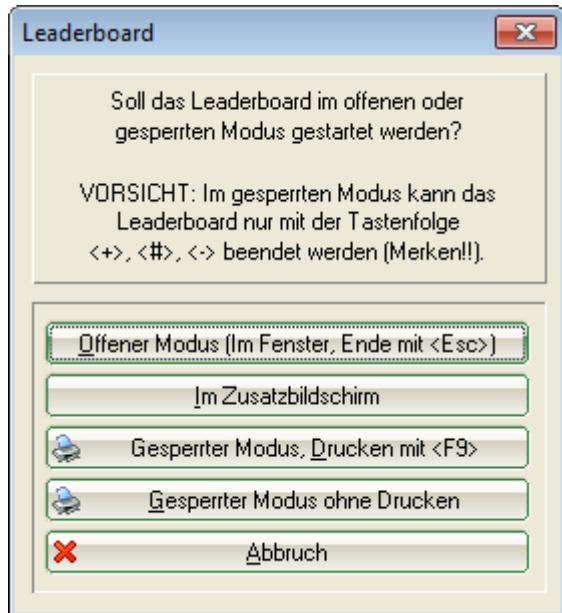 Leaderboard
Soll das Leaderboard im offenen oder
gesperrten Modus gestartet werden?
VORSICHT: Im gesperrten Modus kann das
Leaderboard nur mit der Tastenfolge
<+>, <#>, <-> beendet werden (Merken!!).
Offener Modus (Im Fenster, Ende mit <Esc>)
Im Zusatzbildschirm
Gesperrter Modus, Drucken mit <F9>
Gesperrter Modus ohne Drucken
Abbruch